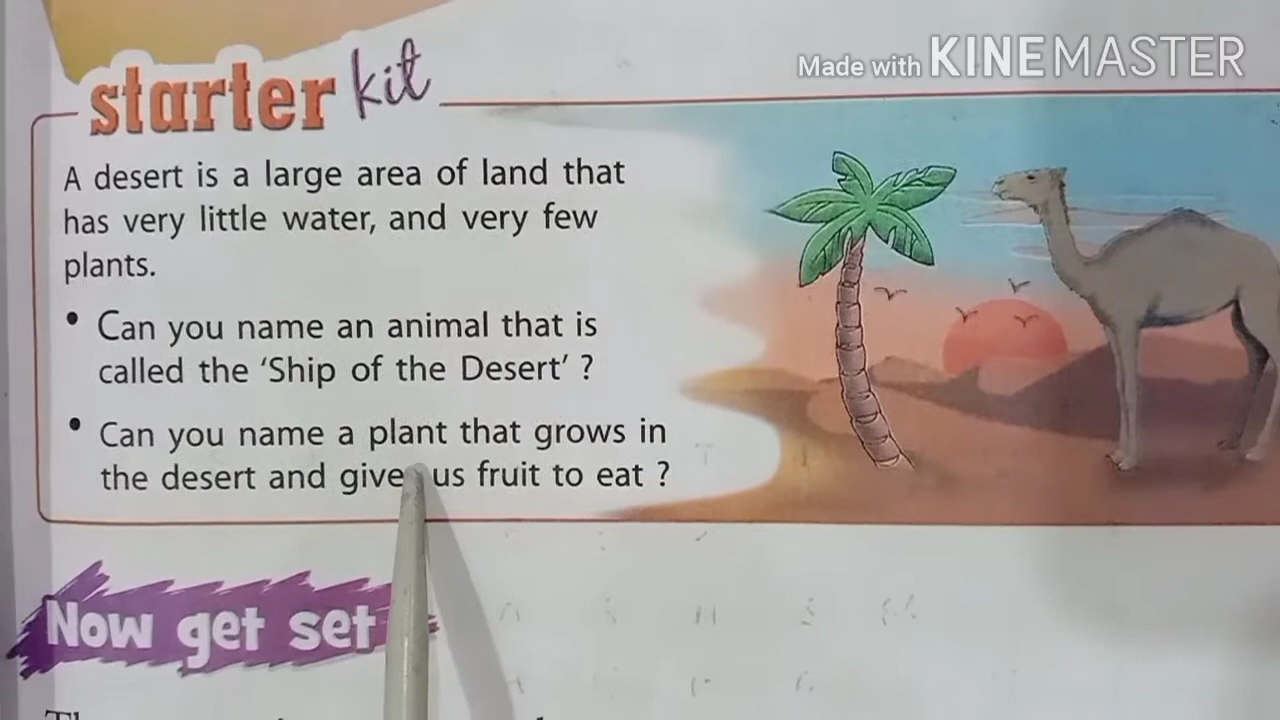 Made with KINEMASTER
starter kit
A desert is a large area of land that
has very little water, and very few
plants.
• Can you name an animal that is
called the ‘Ship of the Desert’ ?
• Can you name a plant that grows in
the desert and give us fruit to eat ?
Now get set